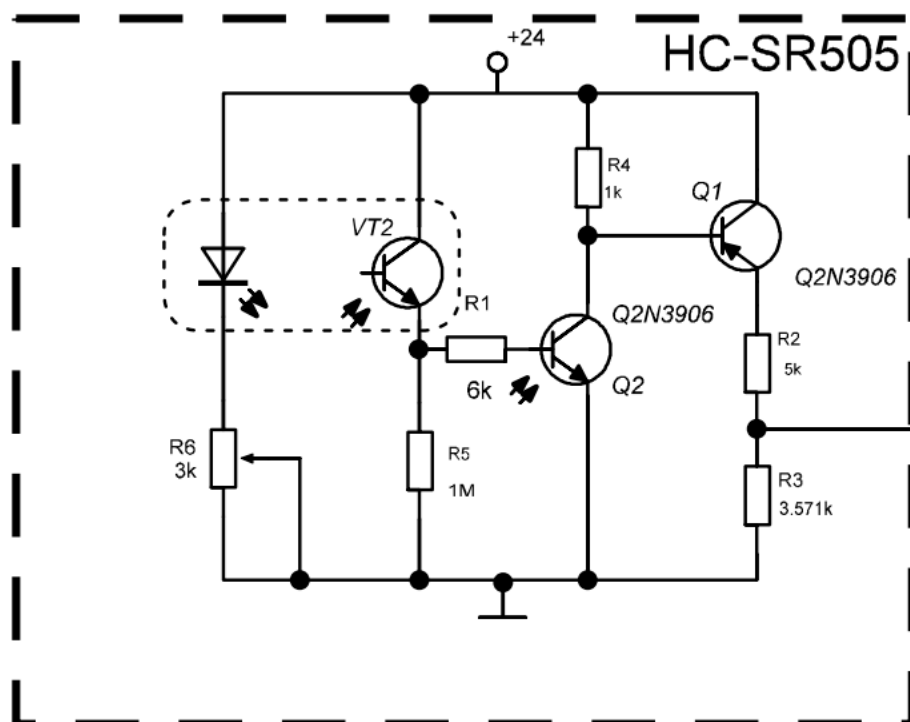 +24
HC-SR505
R4
1k
Q1
VT2
Q2N3906
R1
Q2N3906
R2
5k
6k
Q2
R6
3k
R5
1M
R3
3.571k